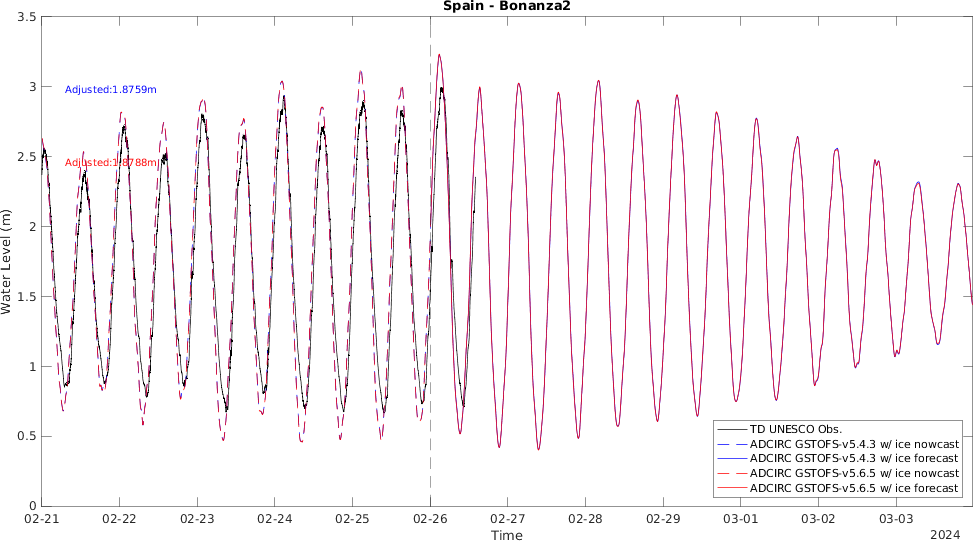 Spain - Bonanza2
3.5
3
2.5
2
1.5
1
0.5
0
Water Level (m)
Adjusted:1.8759m
Adjusted:1.8788m
TD UNESCO Obs.
ADCIRC GSTOFS-v5.4.3 w/ ice nowcast
ADCIRC GSTOFS-v5.4.3 w/ ice forecast
ADCIRC GSTOFS-v5.6.5 w/ ice nowcast
ADCIRC GSTOFS-v5.6.5 w/ ice forecast
02-21 02-22 02-23 02-24 02-25 02-26 02-27 02-28 02-29 03-01 03-02 03-03
Time
2024